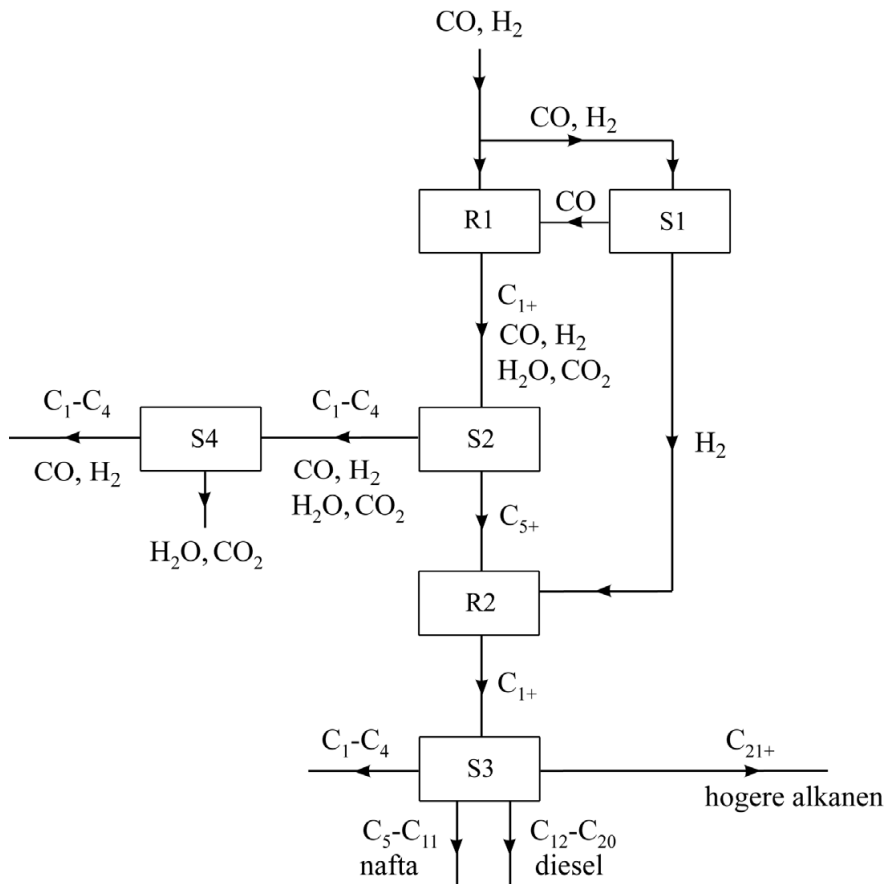 CO, H₂
CO, H₂
R1
CO
S1
C₁₊
CO, H₂
H₂O, CO₂
H₂
C₁-C₄
CO, H₂
S4
H₂O, CO₂
C₁-C₄
CO, H₂
H₂O, CO₂
S2
C₅₊
R2
C₁₊
C₁-C₄
S3
C₂₁₊
hogere alkanen
C₅-C₁₁
nafta
C₁₂-C₂₀
diesel